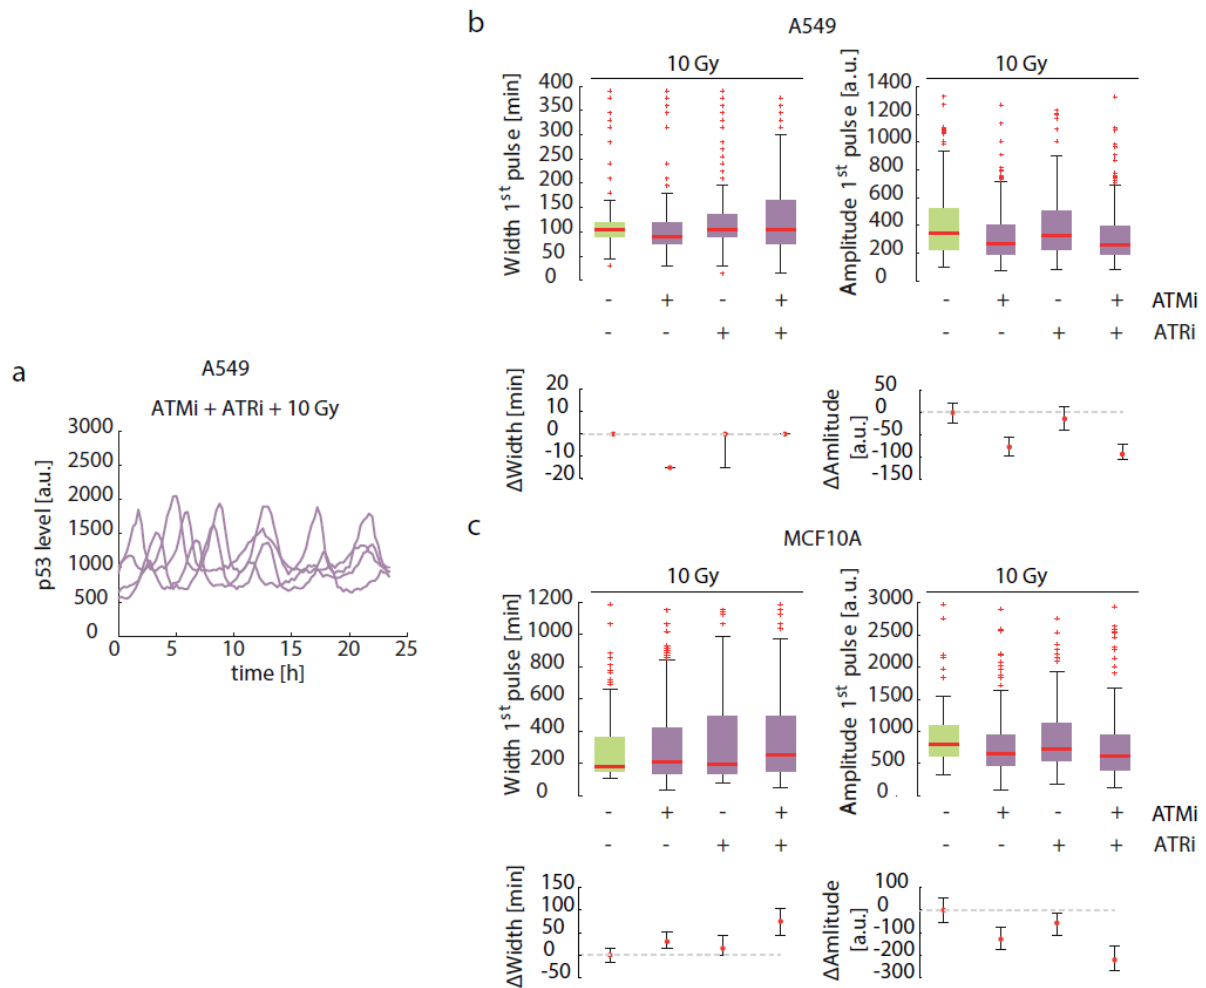 a
A549
ATMi + ATRi + 10 Gy
p53 level [a.u.]
3000
2500
2000
1500
1000
500
0
0 5 10 15 20 25
time [h]
b
A549
10 Gy
Width 1st pulse [min]
400
350
300
250
200
150
100
50
0
- + - +
- - + +
10 Gy
Amplitude 1st pulse [a.u.]
1400
1200
1000
800
600
400
200
0
- + - + ATMi
- - + + ATRi
ΔWidth [min]
20
10
0
-10
-20
ΔAmlitude
[a.u.]
50
0
-50
-100
-150
c
MCF10A
10 Gy
Width 1st pulse [min]
1200
1000
800
600
400
200
0
- + - +
- - + +
10 Gy
Amplitude 1st pulse [a.u.]
3000
2500
2000
1500
1000
500
0
- + - + ATMi
- - + + ATRi
ΔWidth [min]
150
100
50
0
-50
ΔAmlitude
[a.u.]
100
0
-100
-200
-300